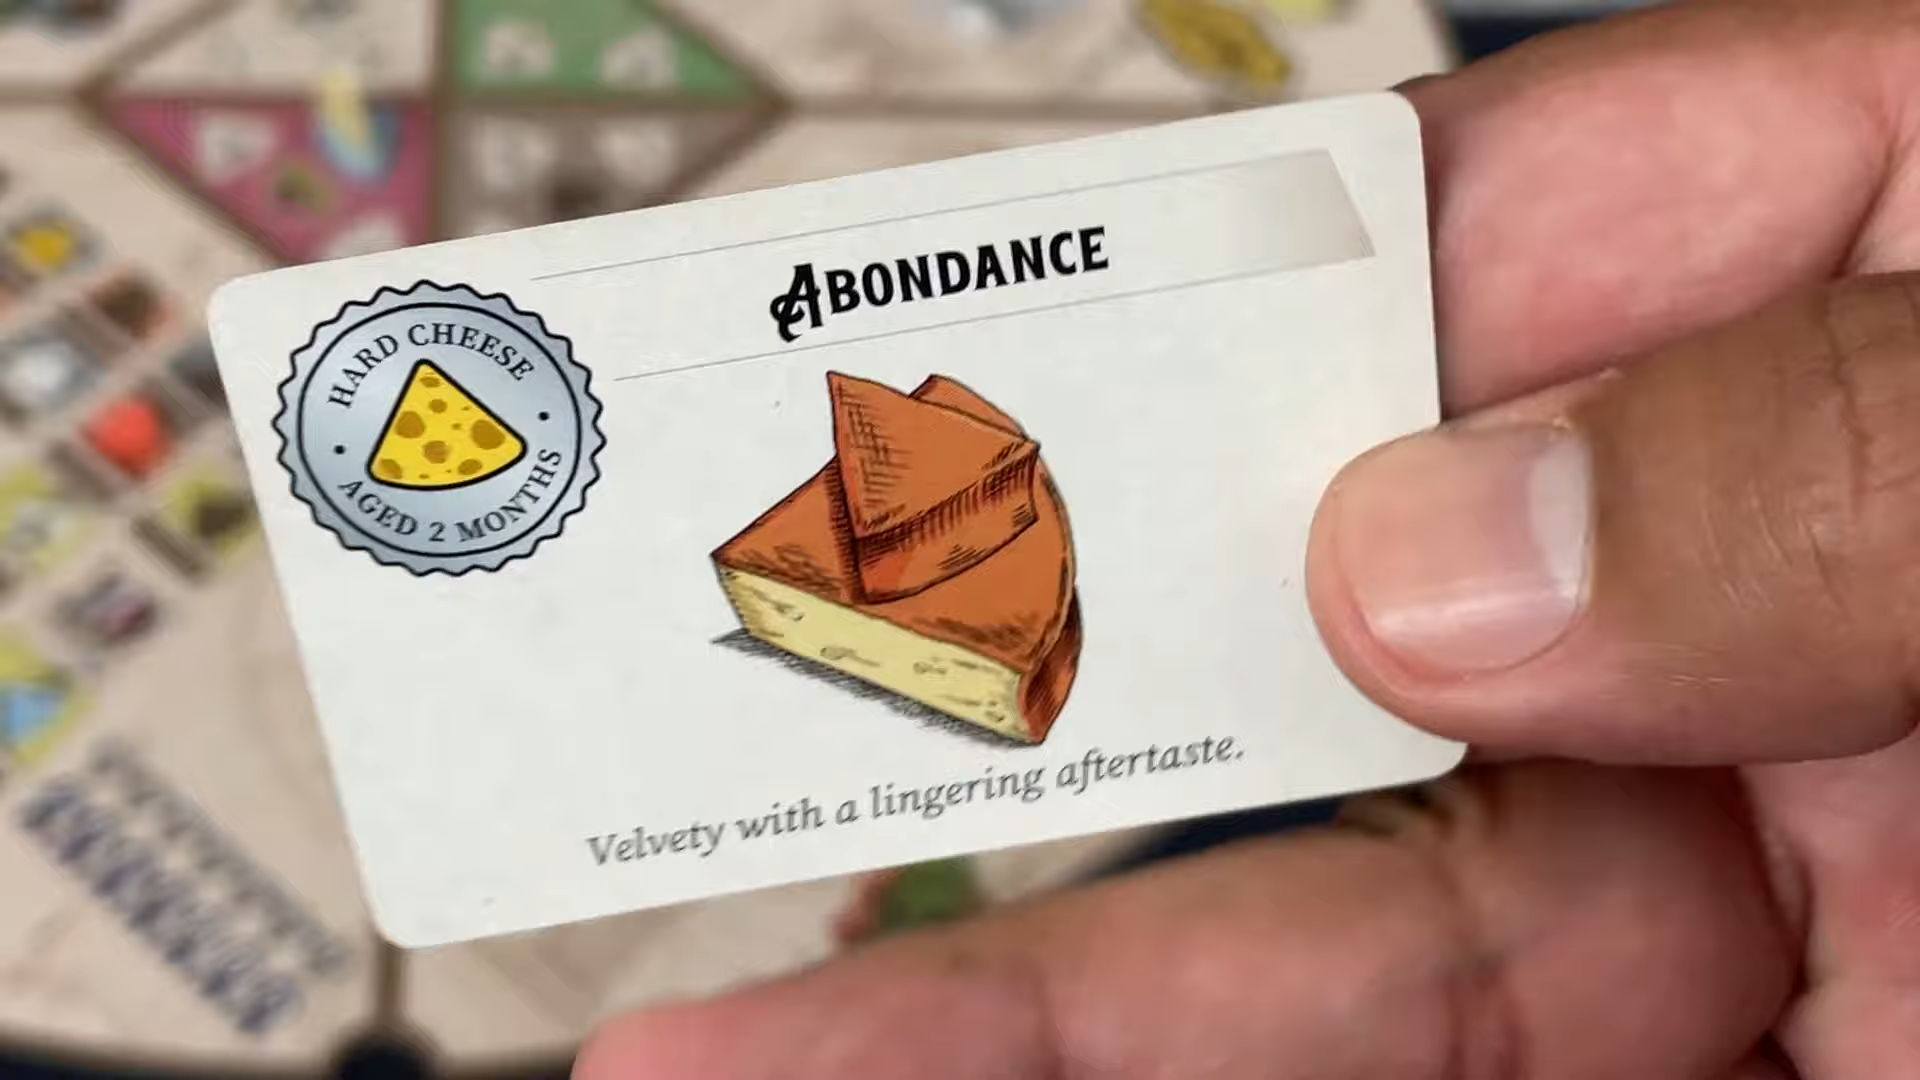 Abondance
HARD CHEESE
AGED 2 MONTHS
Velvety with a lingering aftertaste.